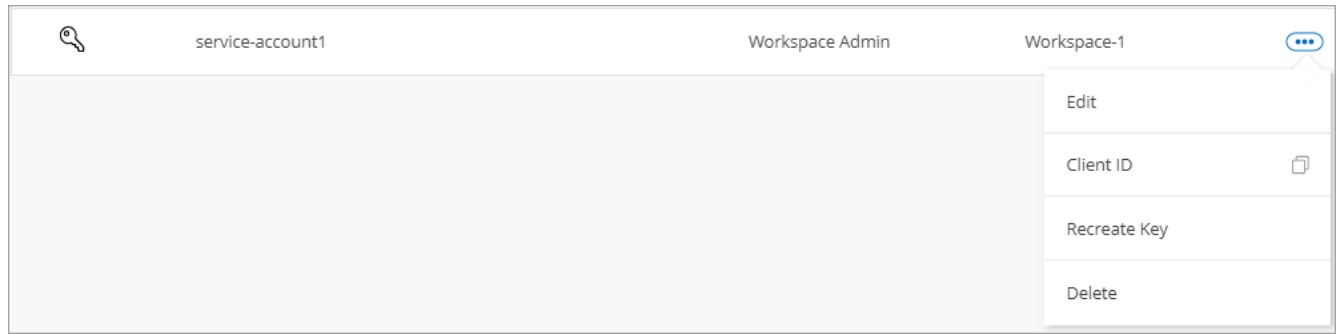 service-account1 Workspace Admin Workspace-1
Edit
Client ID
Recreate Key
Delete